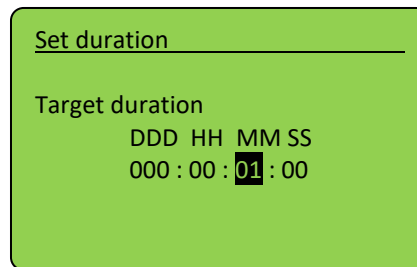 Set duration
Target duration
DDD HH MM SS
000 : 00 : 01 : 00